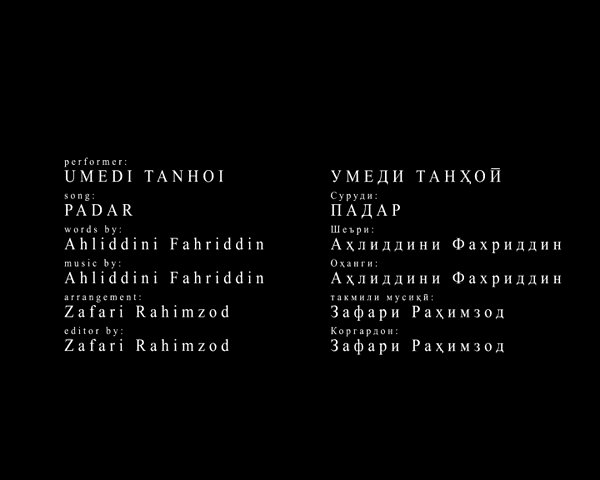 performer:
UMEDI TANHOI
song:
PADAR
words by:
Ahliddini Fahriddin
music by:
Ahliddini Fahriddin
arrangement:
Zafari Rahimzod
editor by:
Zafari Rahimzod
УМЕДИ ТАНҲОӢ
Суруди:
ПАДАР
Шеъри:
Аҳлиддини Фахриддин
Оҳанги:
Аҳлиддини Фахриддин
такмили мусиқӣ:
Зафари Раҳимзод
Коргардон:
Зафари Раҳимзод